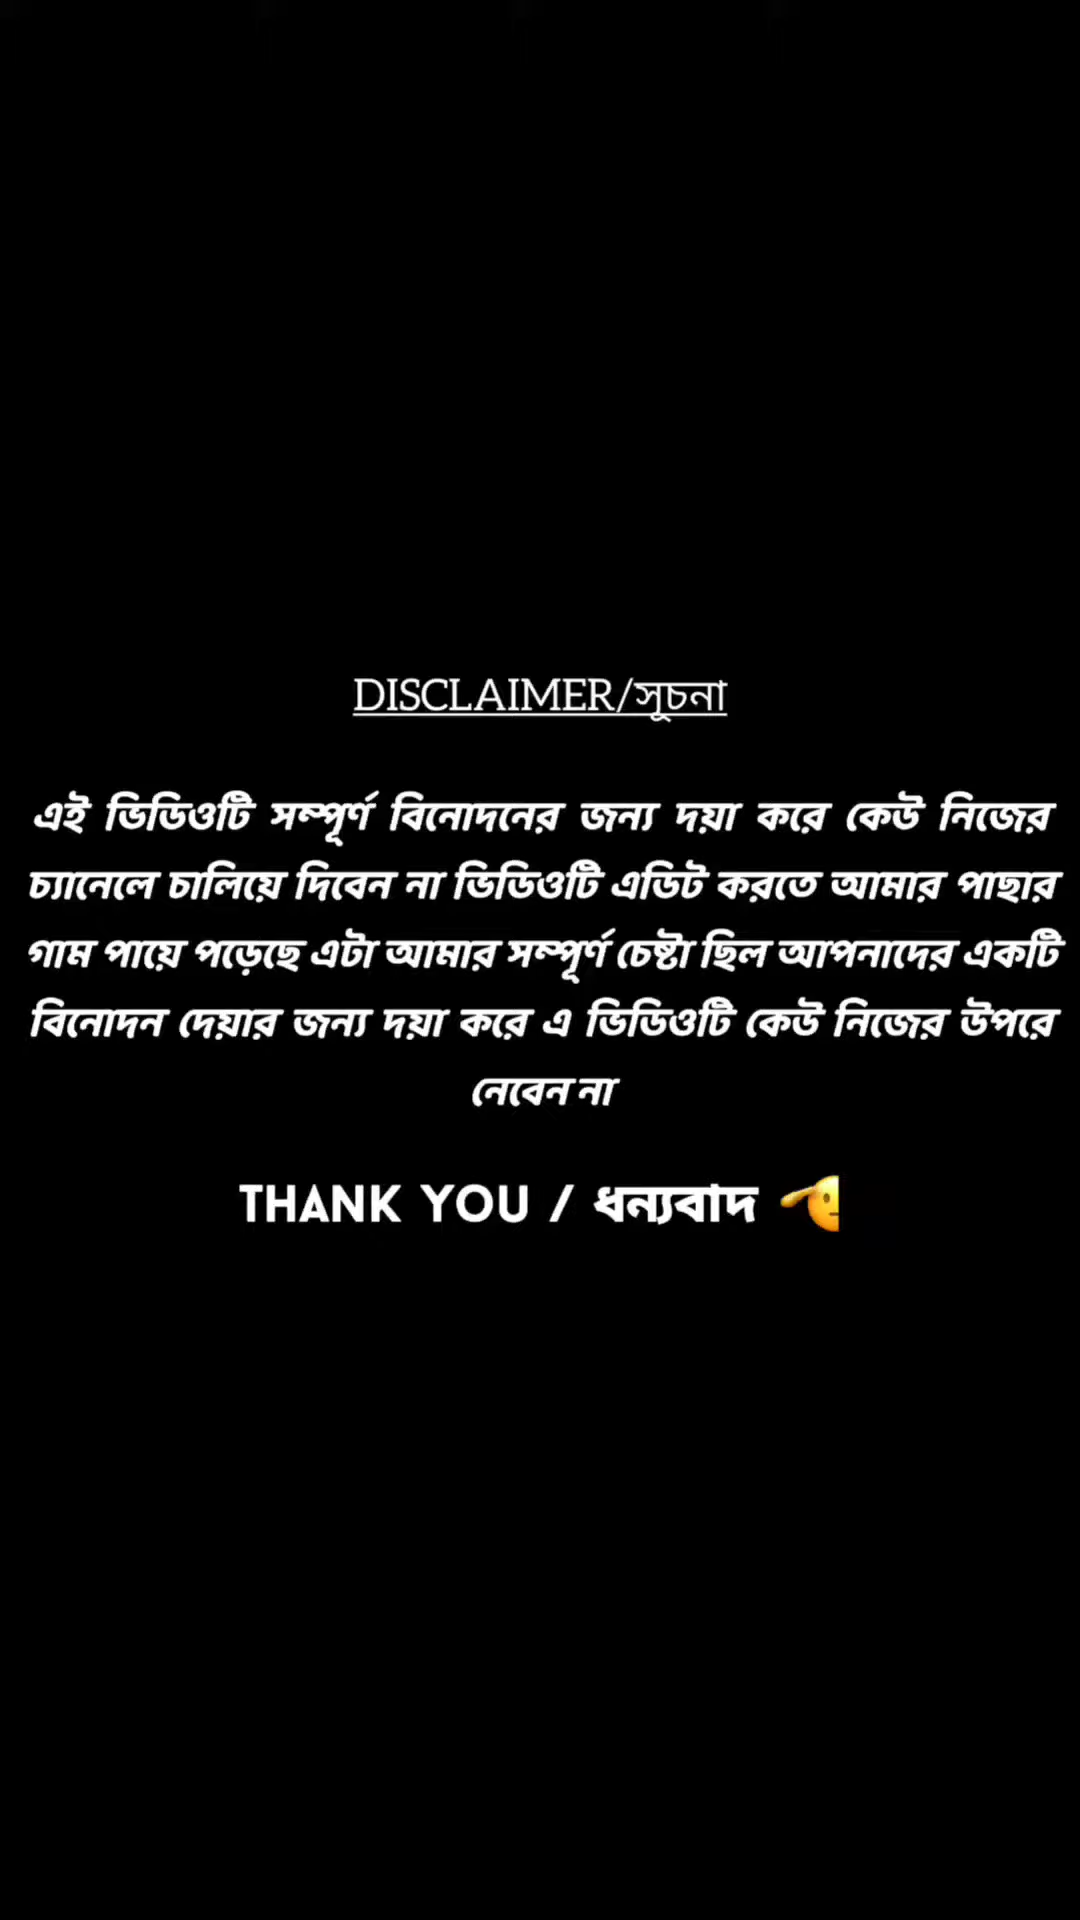 DISCLAIMER/সূচনা
এই ভিডিওটি সম্পূর্ণ বিনোদনের জন্য দয়া করে কেউ নিজের
চ্যানেলে চালিয়ে দিবেন না ভিডিওটি এডিট করতে আমার পাছার
গাম পায়ে পড়েছে এটা আমার সম্পূর্ণ চেষ্টা ছিল আপনাদের একটি
বিনোদন দেয়ার জন্য দয়া করে এ ভিডিওটি কেউ নিজের উপরে
নেবেন না
THANK YOU / ধন্যবাদ 🫡